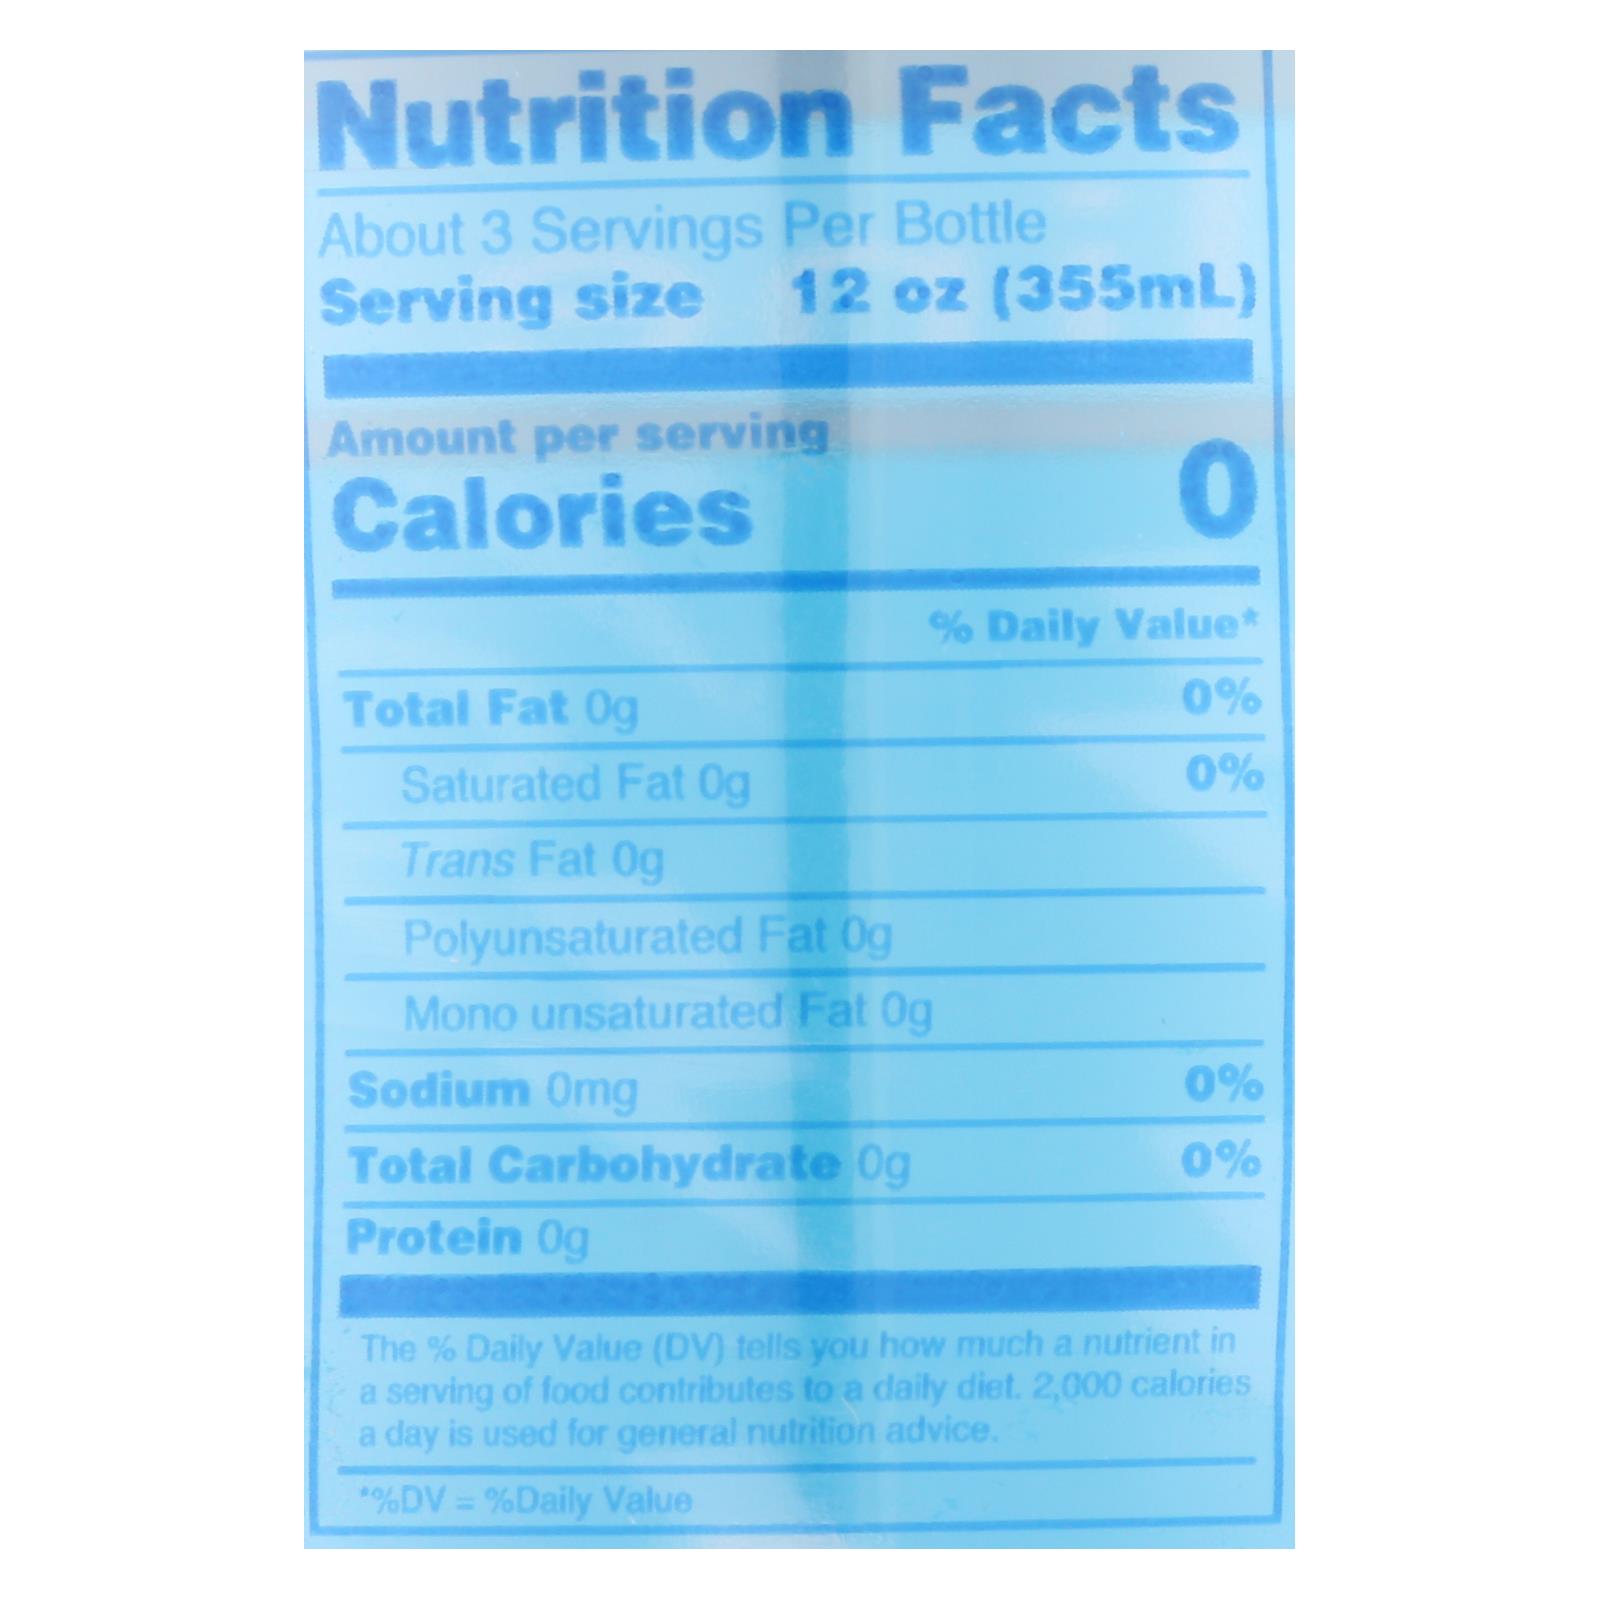 Nutrition Facts
About 3 Servings Per Bottle
Serving size 12 oz (355mL)
Amount per serving
Calories 0
% Daily Value*
Total Fat 0g 0%
Saturated Fat 0g 0%
Trans Fat 0g
Polyunsaturated Fat 0g
Mono unsaturated Fat 0g
Sodium 0mg 0%
Total Carbohydrate 0g 0%
Protein 0g
The % Daily Value (DV) tells you how much a nutrient in
a serving of food contributes to a daily diet. 2,000 calories
a day is used for general nutrition advice.
*%DV = %Daily Value